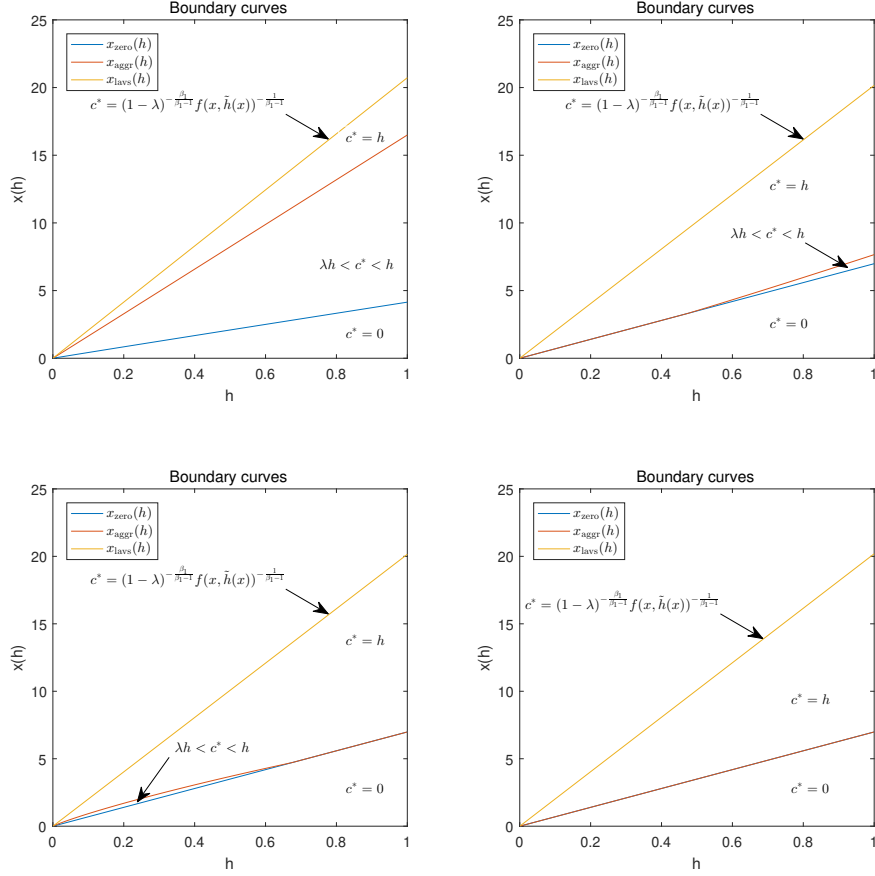 Boundary curves
25
20
15
10
5
0
x(h)
x_zero(h)
x_aggr(h)
x_lavs(h)
c* = (1 − λ)^{−β₁/(β₁−1)} f(x, h̃(x))^{−1/(β₁−1)}
c* = h
λh < c* < h
c* = 0
0 0.2 0.4 0.6 0.8 1
h
Boundary curves
25
20
15
10
5
0
x(h)
x_zero(h)
x_aggr(h)
x_lavs(h)
c* = (1 − λ)^{−β₁/(β₁−1)} f(x, h̃(x))^{−1/(β₁−1)}
c* = h
λh < c* < h
c* = 0
0 0.2 0.4 0.6 0.8 1
h
Boundary curves
25
20
15
10
5
0
x(h)
x_zero(h)
x_aggr(h)
x_lavs(h)
c* = (1 − λ)^{−β₁/(β₁−1)} f(x, h̃(x))^{−1/(β₁−1)}
c* = h
λh < c* < h
c* = 0
0 0.2 0.4 0.6 0.8 1
h
Boundary curves
25
20
15
10
5
0
x(h)
x_zero(h)
x_aggr(h)
x_lavs(h)
c* = (1 − λ)^{−β₁/(β₁−1)} f(x, h̃(x))^{−1/(β₁−1)}
c* = h
c* = 0
0 0.2 0.4 0.6 0.8 1
h